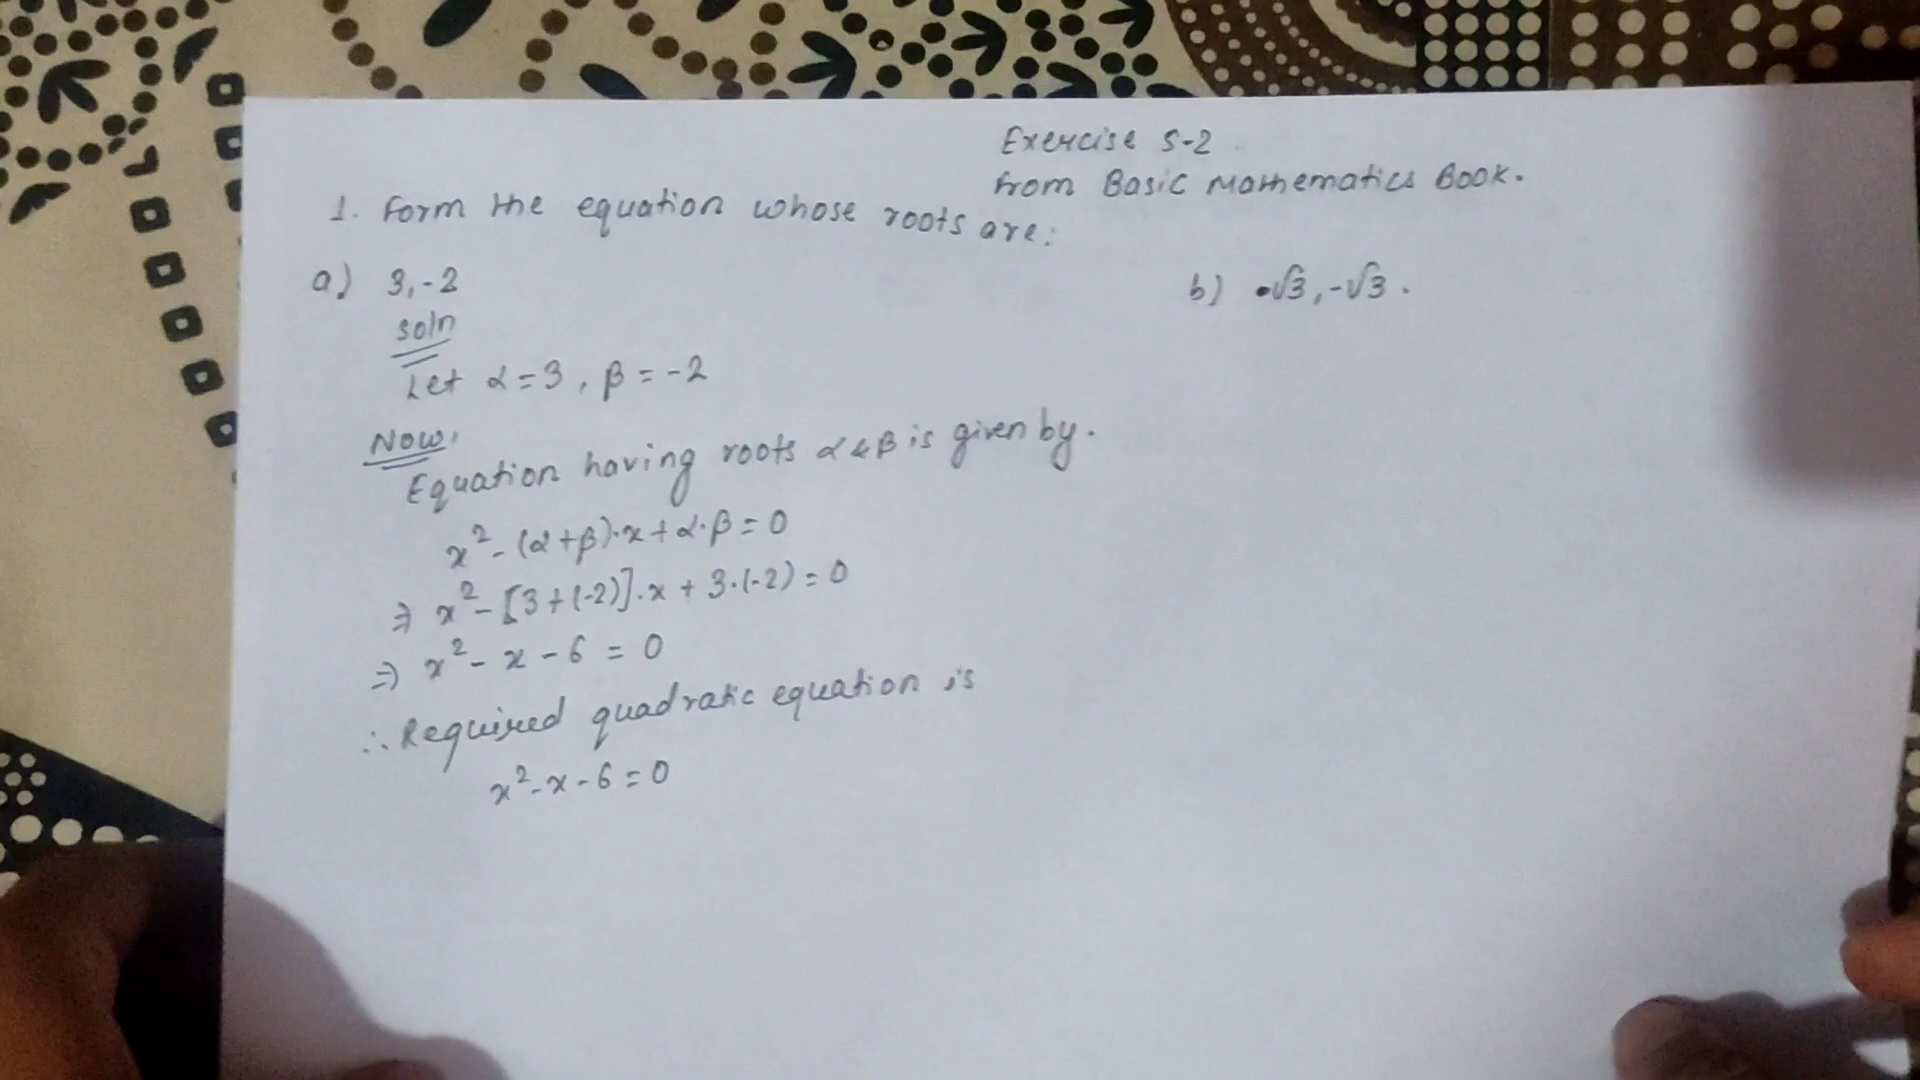 Exercise 5-2
from Basic Mathematics Book.
1. Form the equation whose roots are:
a) 3, -2
soln
Let α = 3, β = -2
Now,
Equation having roots α & β is given by.
x² - (α + β)·x + α·β = 0
⇒ x² - [3 + (-2)]·x + 3·(-2) = 0
⇒ x² - x - 6 = 0
∴ Required quadratic equation is
x² - x - 6 = 0
b) √3, -√3.